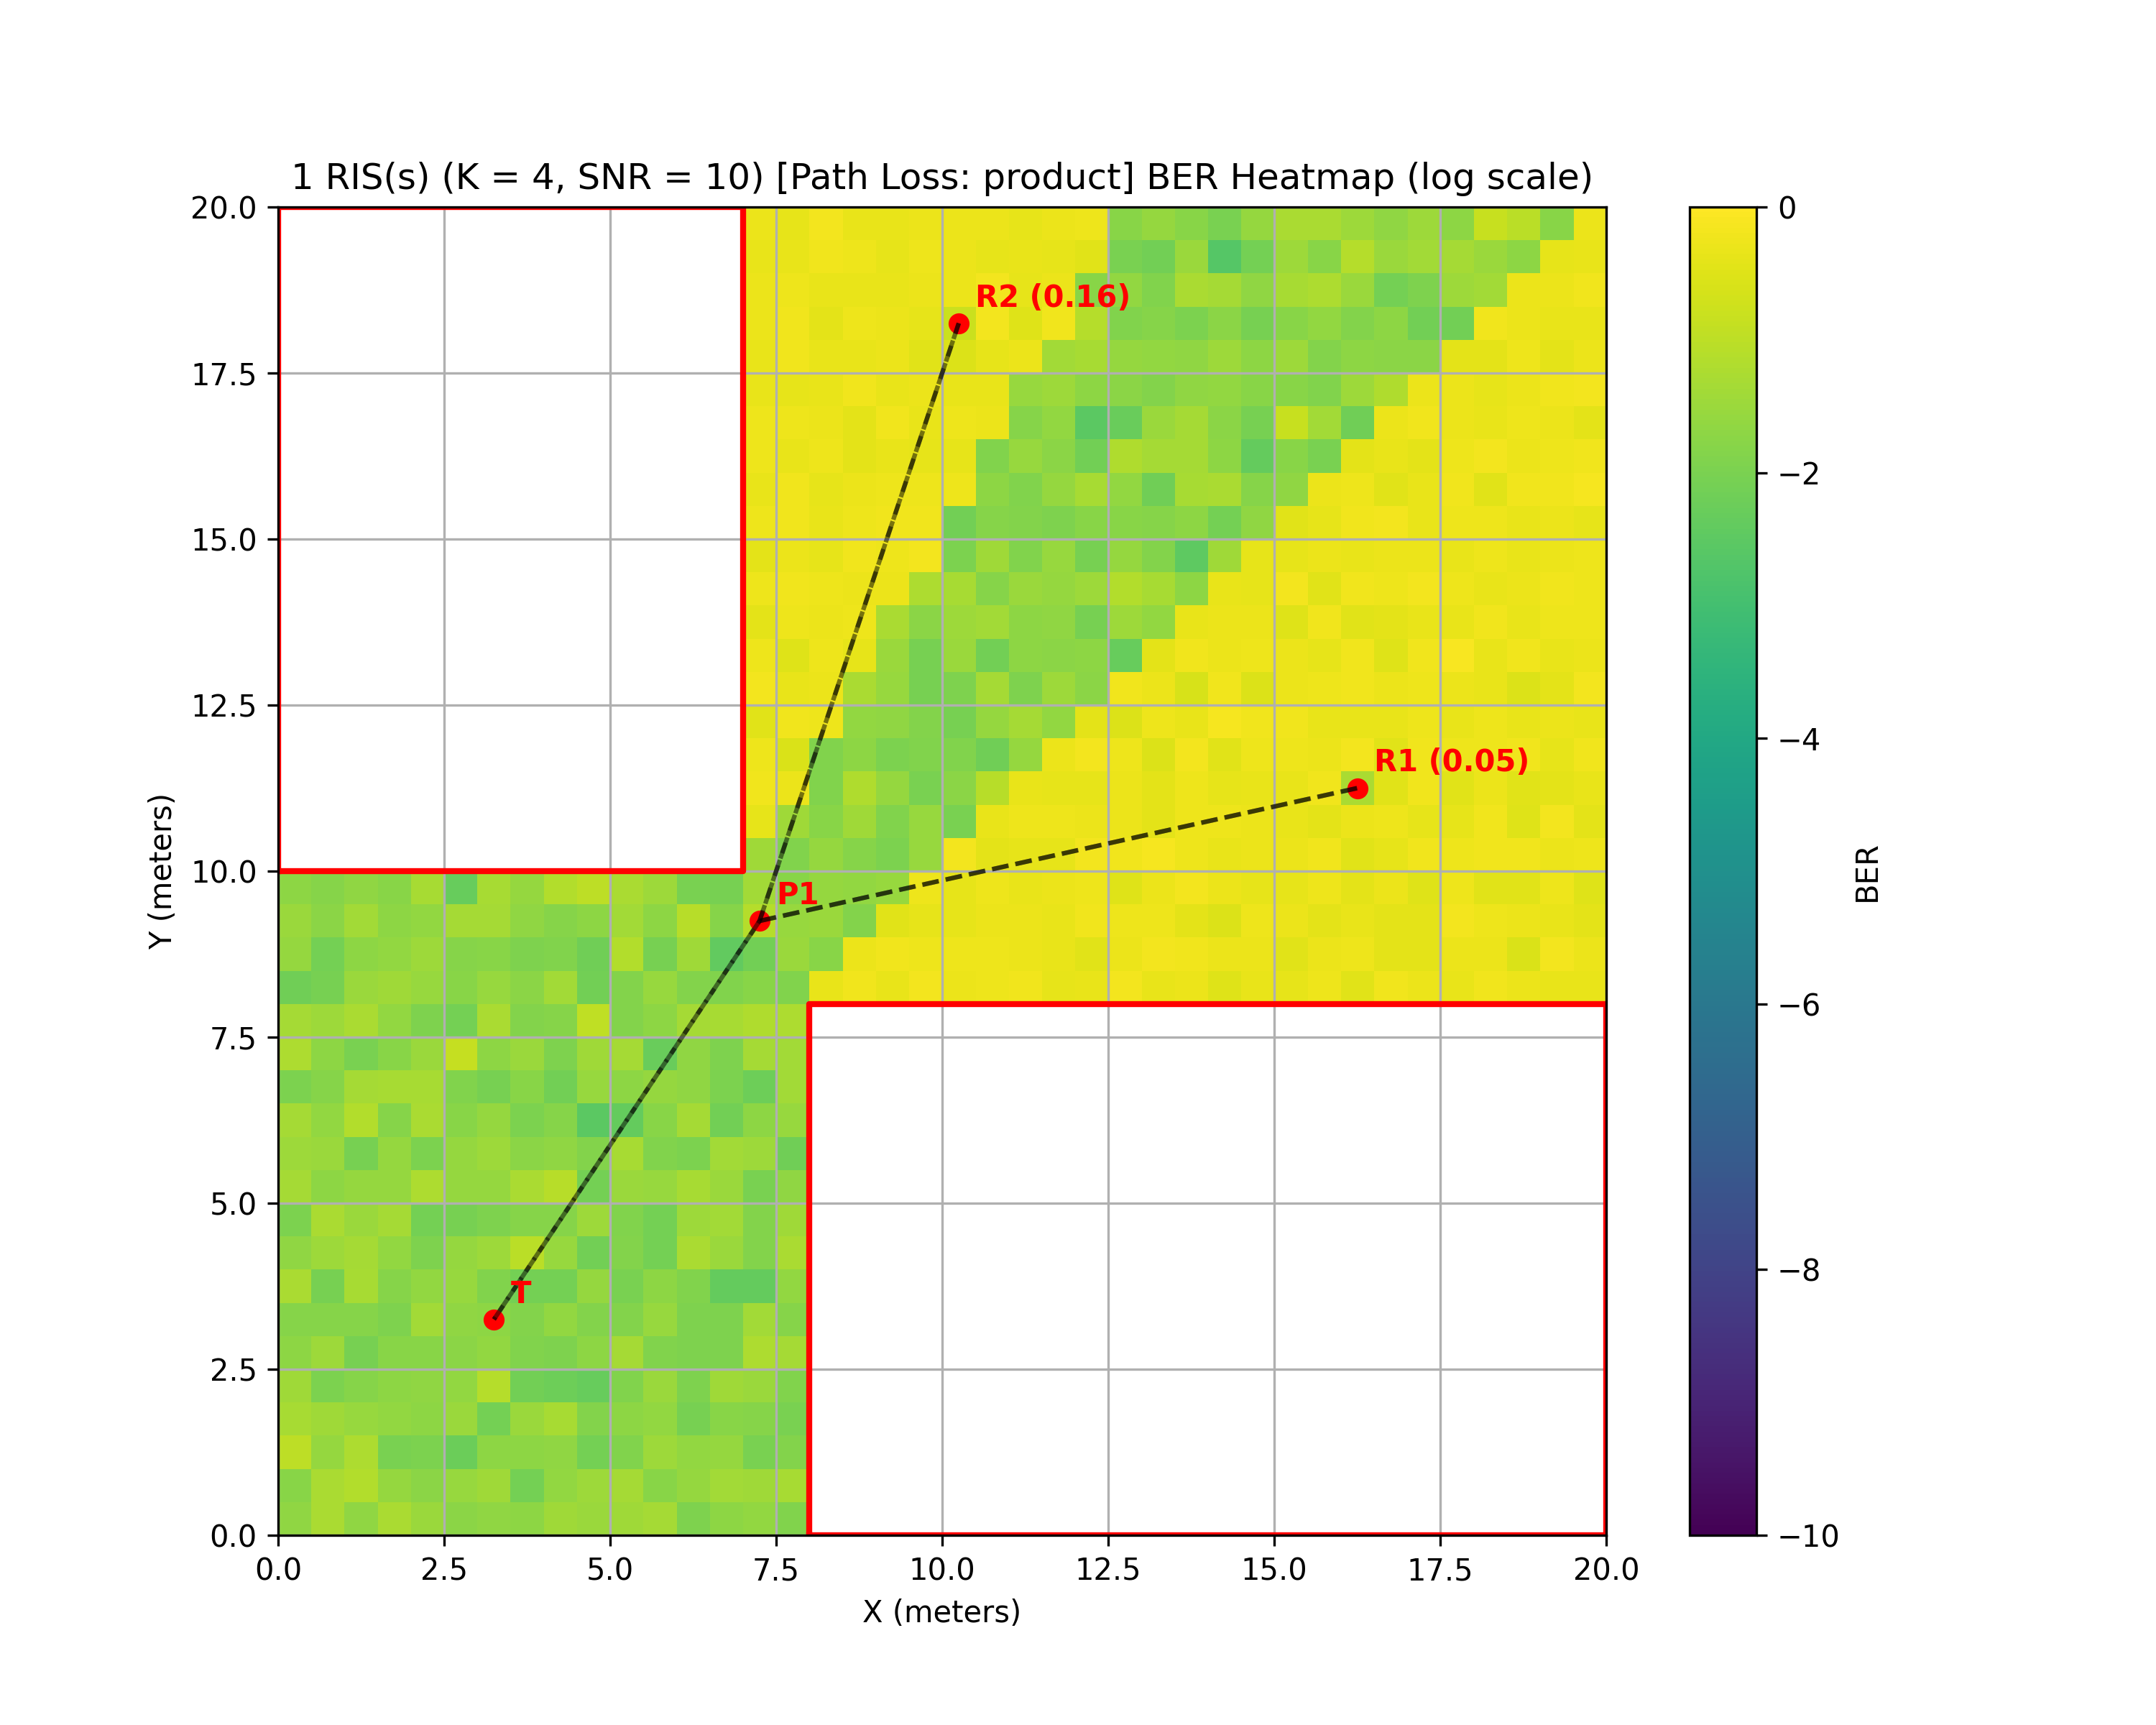 1 RIS(s) (K = 4, SNR = 10) [Path Loss: product] BER Heatmap (log scale)
20.0
17.5
15.0
12.5
10.0
7.5
5.0
2.5
0.0
Y (meters)
R2 (0.16)
R1 (0.05)
P1
T
0.0 2.5 5.0 7.5 10.0 12.5 15.0 17.5 20.0
X (meters)
0
−2
−4
−6
−8
−10
BER